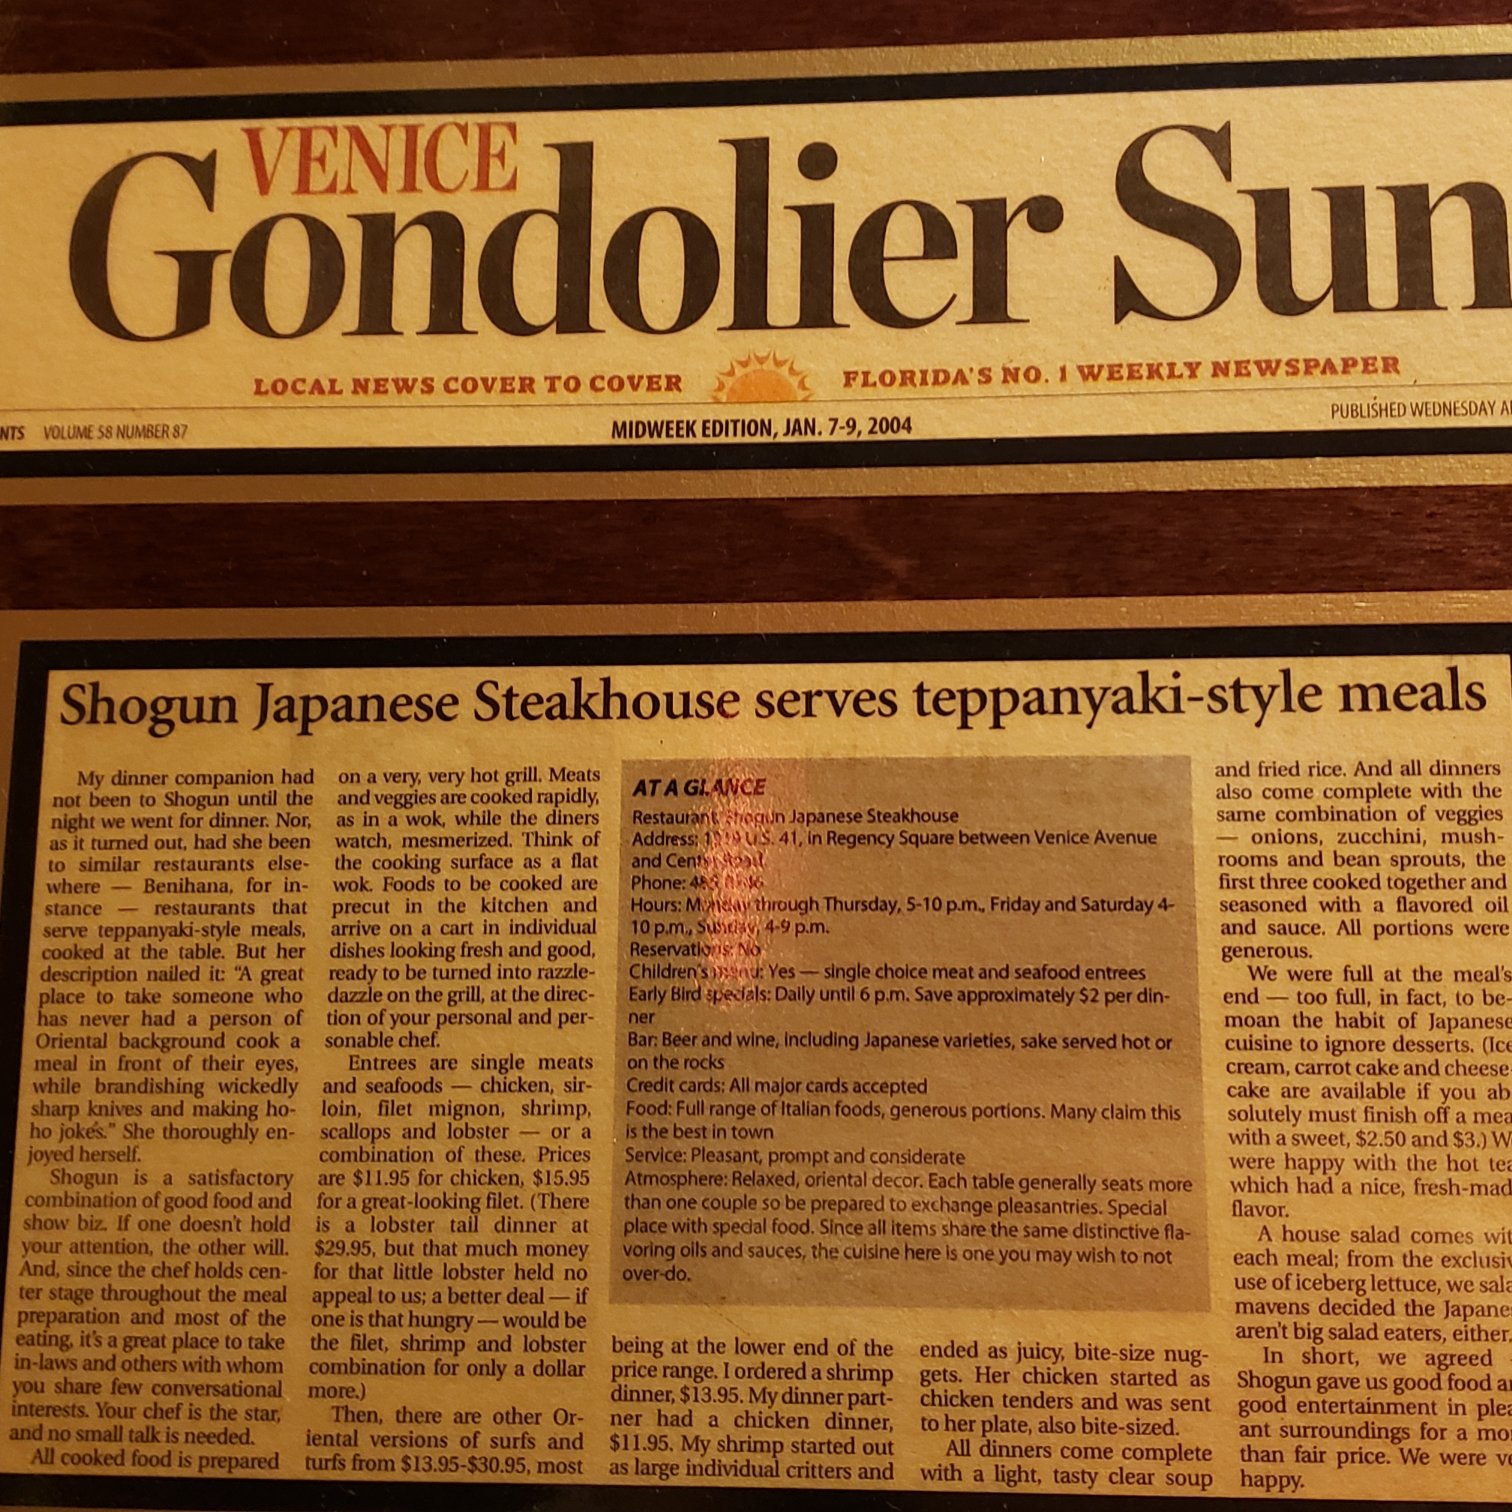 VENICE
Gondolier Sun
LOCAL NEWS COVER TO COVER
FLORIDA'S NO. 1 WEEKLY NEWSPAPER
VOLUME 58 NUMBER 87
MIDWEEK EDITION, JAN. 7-9, 2004
PUBLISHED WEDNESDAY
Shogun Japanese Steakhouse serves teppanyaki-style meals
My dinner companion had
not been to Shogun until the
night we went for dinner. Nor,
as it turned out, had she been
to similar restaurants else-
where — Benihana, for in-
stance — restaurants that
serve teppanyaki-style meals,
cooked at the table. But her
description nailed it: “A great
place to take someone who
has never had a person of
Oriental background cook a
meal in front of their eyes,
while brandishing wickedly
sharp knives and making ho-
ho jokes.” She thoroughly en-
joyed herself.
Shogun is a satisfactory
combination of good food and
show biz. If one doesn't hold
your attention, the other will.
And, since the chef holds cen-
ter stage throughout the meal
preparation and most of the
eating, it's a great place to take
in-laws and others with whom
you share few conversational
interests. Your chef is the star,
and no small talk is needed.
All cooked food is prepared
on a very, very hot grill. Meats
and veggies are cooked rapidly,
as in a wok, while the diners
watch, mesmerized. Think of
the cooking surface as a flat
wok. Foods to be cooked are
precut in the kitchen and
arrive on a cart in individual
dishes looking fresh and good,
ready to be turned into razzle-
dazzle on the grill, at the direc-
tion of your personal and per-
sonable chef.
Entrees are single meats
and seafoods — chicken, sir-
loin, filet mignon, shrimp,
scallops and lobster — or a
combination of these. Prices
are $11.95 for chicken, $15.95
for a great-looking filet. (There
is a lobster tail dinner at
$29.95, but that much money
for that little lobster held no
appeal to us; a better deal — if
one is that hungry — would be
the filet, shrimp and lobster
combination for only a dollar
more.)
Then, there are other Or-
iental versions of surfs and
turfs from $13.95-$30.95, most
AT A GLANCE
Restaurant: Shogun Japanese Steakhouse
Address: U.S. 41, in Regency Square between Venice Avenue
and Center Road
Phone:
Hours: Monday through Thursday, 5-10 p.m., Friday and Saturday 4-
10 p.m., Sunday, 4-9 p.m.
Reservations: No
Children's menu: Yes — single choice meat and seafood entrees
Early Bird specials: Daily until 6 p.m. Save approximately $2 per din-
ner
Bar: Beer and wine, including Japanese varieties, sake served hot or
on the rocks
Credit cards: All major cards accepted
Food: Full range of Italian foods, generous portions. Many claim this
is the best in town
Service: Pleasant, prompt and considerate
Atmosphere: Relaxed, oriental decor. Each table generally seats more
than one couple so be prepared to exchange pleasantries. Special
place with special food. Since all items share the same distinctive fla-
voring oils and sauces, the cuisine here is one you may wish to not
over-do.
being at the lower end of the
price range. I ordered a shrimp
dinner, $13.95. My dinner part-
ner had a chicken dinner,
$11.95. My shrimp started out
as large individual critters and
ended as juicy, bite-size nug-
gets. Her chicken started as
chicken tenders and was sent
to her plate, also bite-sized.
All dinners come complete
with a light, tasty clear soup
and fried rice. And all dinners
also come complete with the
same combination of veggies
— onions, zucchini, mush-
rooms and bean sprouts, the
first three cooked together and
seasoned with a flavored oil
and sauce. All portions were
generous.
We were full at the meal's
end — too full, in fact, to be-
moan the habit of Japanese
cuisine to ignore desserts. (Ice
cream, carrot cake and cheese-
cake are available if you ab
solutely must finish off a mea
with a sweet, $2.50 and $3.) W
were happy with the hot tea
which had a nice, fresh-mad
flavor.
A house salad comes wit
each meal; from the exclusiv
use of iceberg lettuce, we sala
mavens decided the Japane
aren't big salad eaters, either.
In short, we agreed
Shogun gave us good food a
good entertainment in plea
ant surroundings for a mo
than fair price. We were ve
happy.